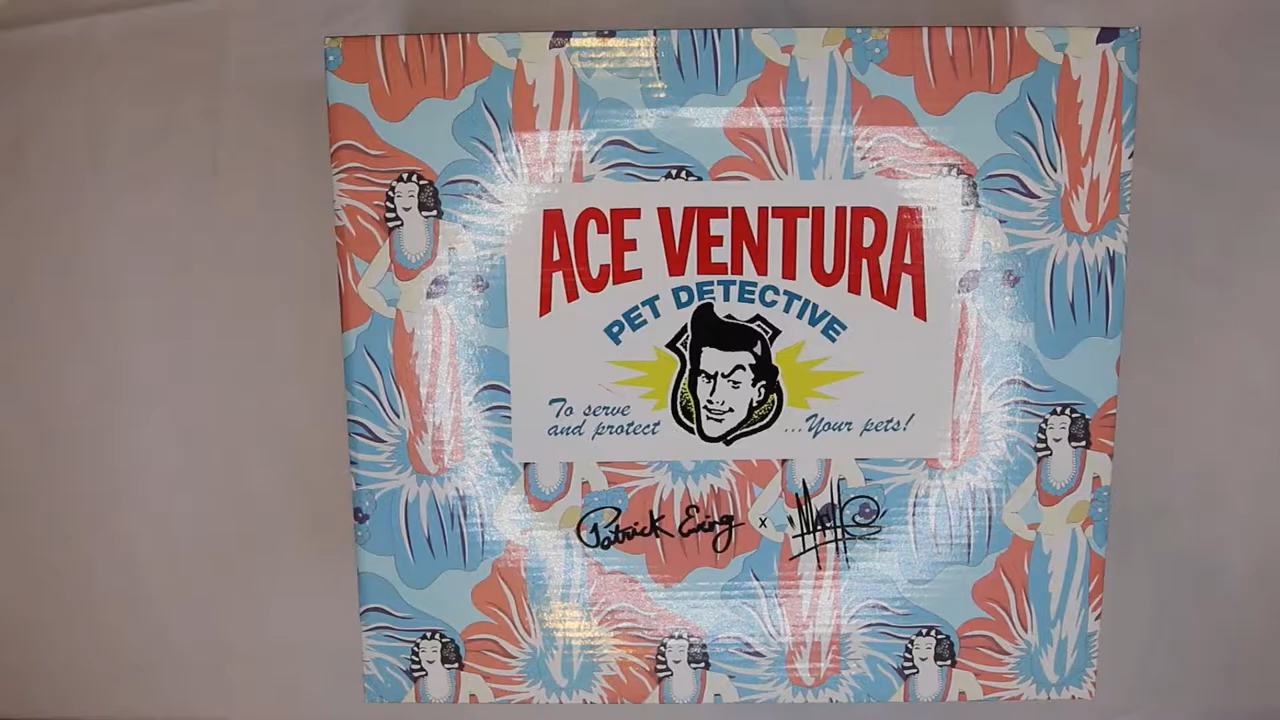 ACE VENTURA
PET DETECTIVE
To serve
and protect ...Your pets!
Patrick Ewing x